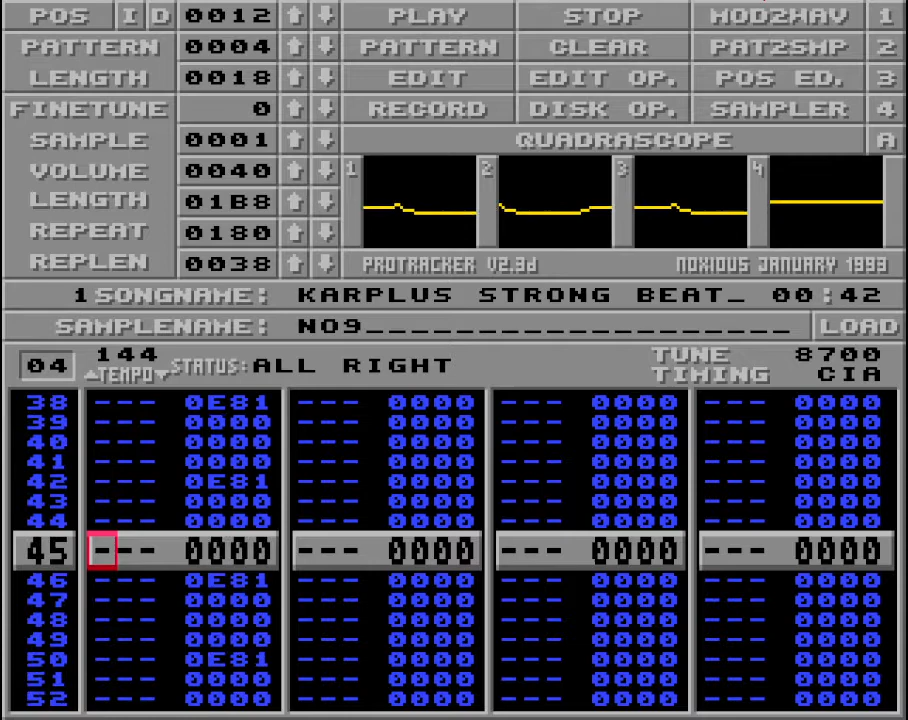 POS I D 0012 PLAY STOP MOD2WAV 1
PATTERN 0004 PATTERN CLEAR PAT2SMP 2
LENGTH 0018 EDIT EDIT OP. POS ED. 3
FINETUNE 0 RECORD DISK OP. SAMPLER 4
SAMPLE 0001 QUADRASCOPE A
VOLUME 0040 1 2 3 4
LENGTH 01B8
REPEAT 0180
REPLEN 0038 PROTRACKER V2.3d NOXIOUS JANUARY 1993
1 SONGNAME: KARPLUS STRONG BEAT_ 00:42
SAMPLENAME: NO9___________________ LOAD
04 144 TEMPO STATUS: ALL RIGHT TUNE 8700
TIMING CIA
38 --- 0E81 --- 0000 --- 0000 --- 0000
39 --- 0000 --- 0000 --- 0000 --- 0000
40 --- 0000 --- 0000 --- 0000 --- 0000
41 --- 0000 --- 0000 --- 0000 --- 0000
42 --- 0E81 --- 0000 --- 0000 --- 0000
43 --- 0000 --- 0000 --- 0000 --- 0000
44 --- 0000 --- 0000 --- 0000 --- 0000
45 --- 0000 --- 0000 --- 0000 --- 0000
46 --- 0E81 --- 0000 --- 0000 --- 0000
47 --- 0000 --- 0000 --- 0000 --- 0000
48 --- 0000 --- 0000 --- 0000 --- 0000
49 --- 0000 --- 0000 --- 0000 --- 0000
50 --- 0E81 --- 0000 --- 0000 --- 0000
51 --- 0000 --- 0000 --- 0000 --- 0000
52 --- 0000 --- 0000 --- 0000 --- 0000